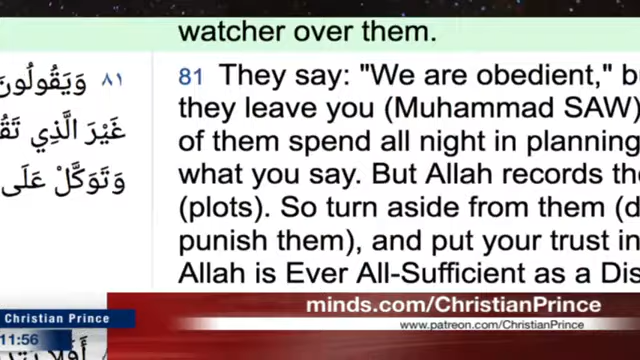 watcher over them.
٨١ وَيَقُولُونَ
غَيْرَ الَّذِي
وَتَوَكَّلْ عَلَى
81 They say: "We are obedient,"
they leave you (Muhammad SAW)
of them spend all night in planning
what you say. But Allah records
(plots). So turn aside from them
punish them), and put your trust in
Allah is Ever All-Sufficient as a
Christian Prince
minds.com/ChristianPrince
www.patreon.com/ChristianPrince
11:56
أَفَلَا